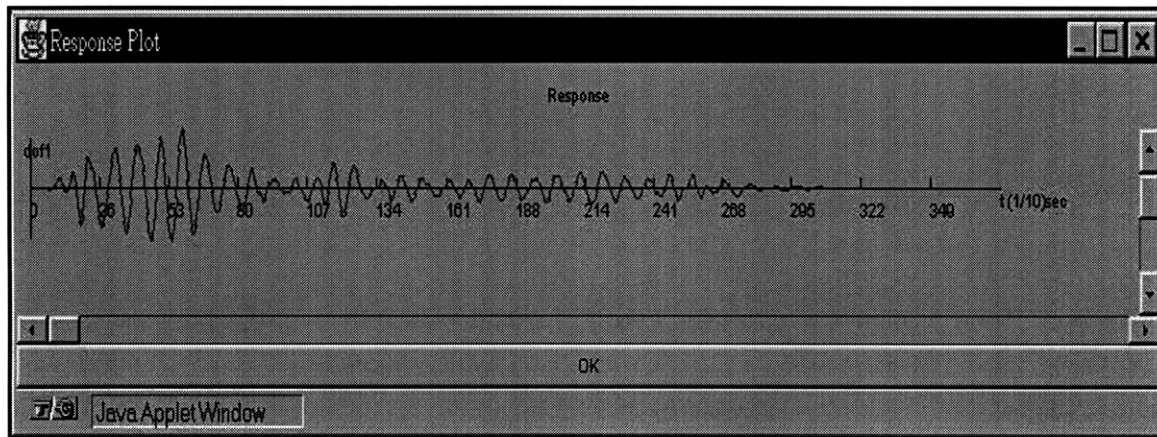 Response Plot
Response
dof1
0 26 53 80 107 134 161 188 214 241 268 295 322 349 t (1/10)sec
OK
Java Applet Window